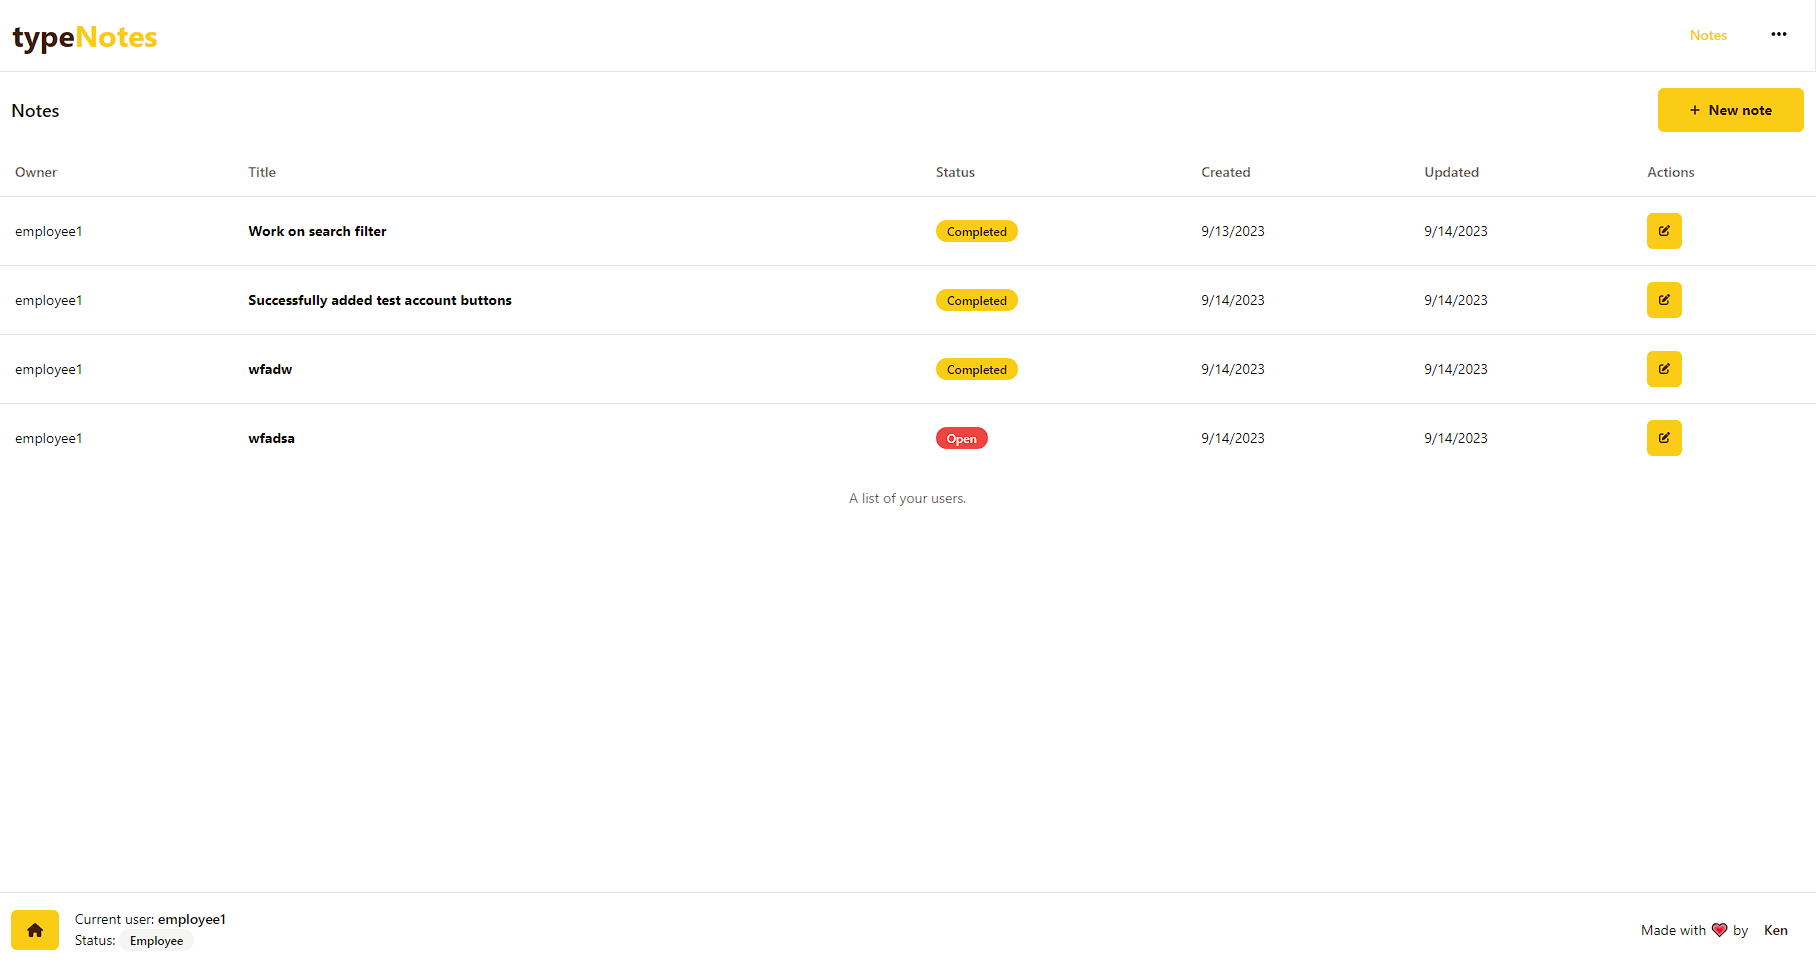 typeNotes
Notes
Notes
+ New note
Owner Title Status Created Updated Actions
employee1 Work on search filter Completed 9/13/2023 9/14/2023
employee1 Successfully added test account buttons Completed 9/14/2023 9/14/2023
employee1 wfadw Completed 9/14/2023 9/14/2023
employee1 wfadsa Open 9/14/2023 9/14/2023
A list of your users.
Current user: employee1
Status: Employee
Made with ❤️ by Ken